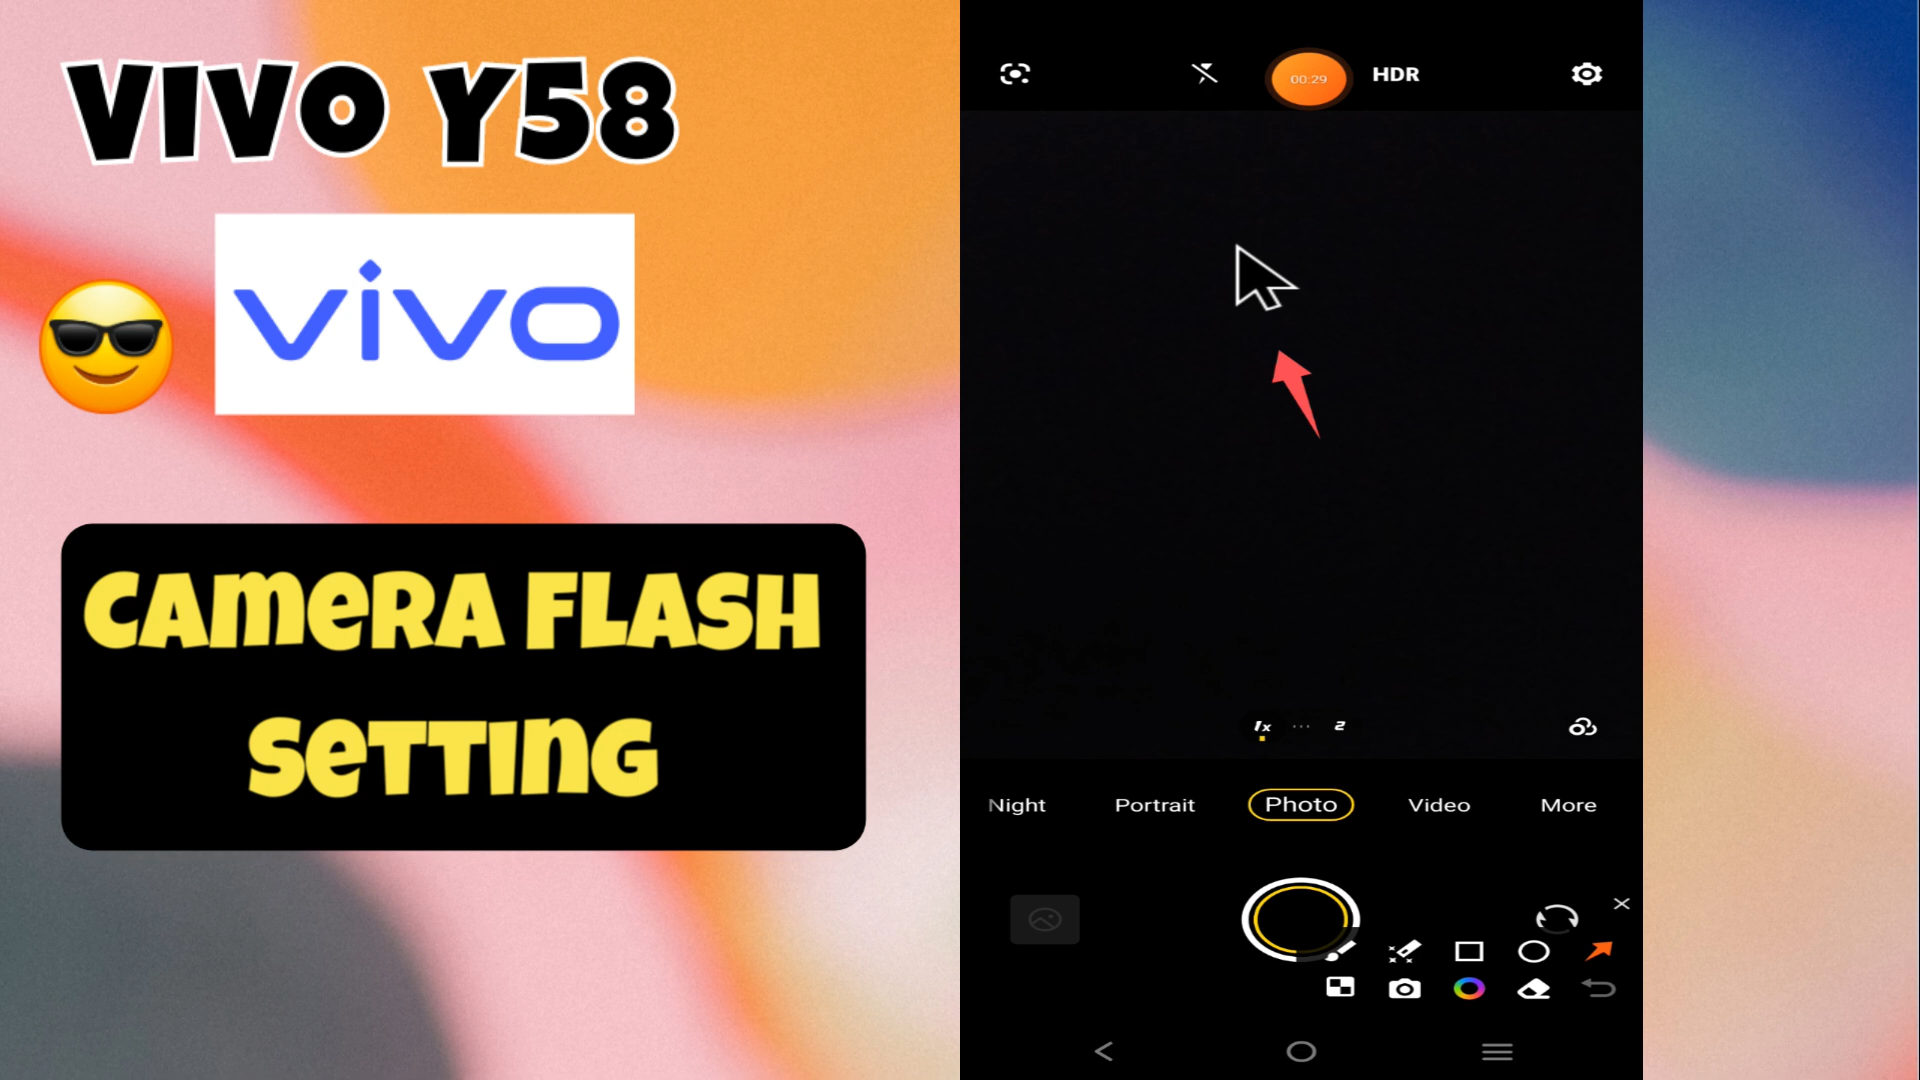 VIVO Y58
vivo
CAMERA FLASH
SETTING
00:29
HDR
1x ... 2
Night Portrait Photo Video More